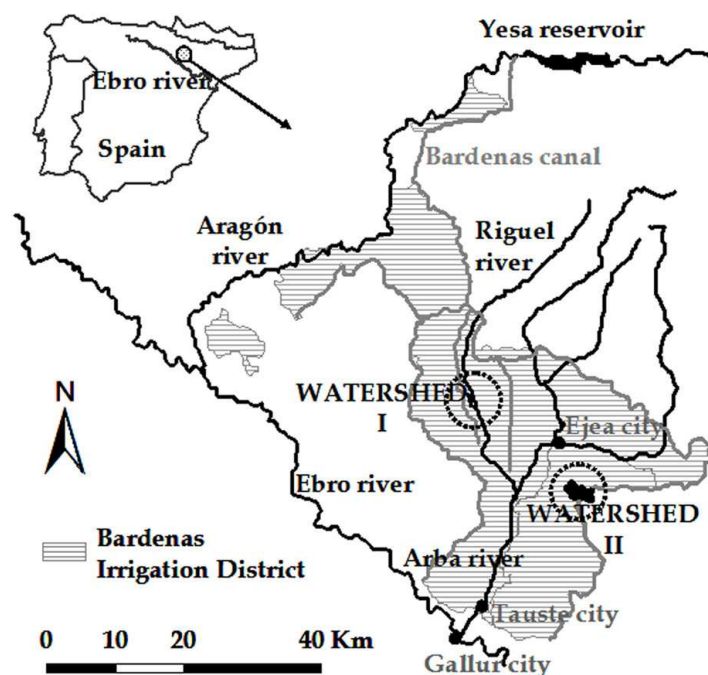 Yesa reservoir
Ebro river
Spain
Bardenas canal
Aragón
river
Riguel
river
WATERSHED
I
N
Ejea city
Ebro river
WATERSHED
II
Bardenas
Irrigation District
Arba river
Tauste city
0 10 20 40 Km
Gallur city